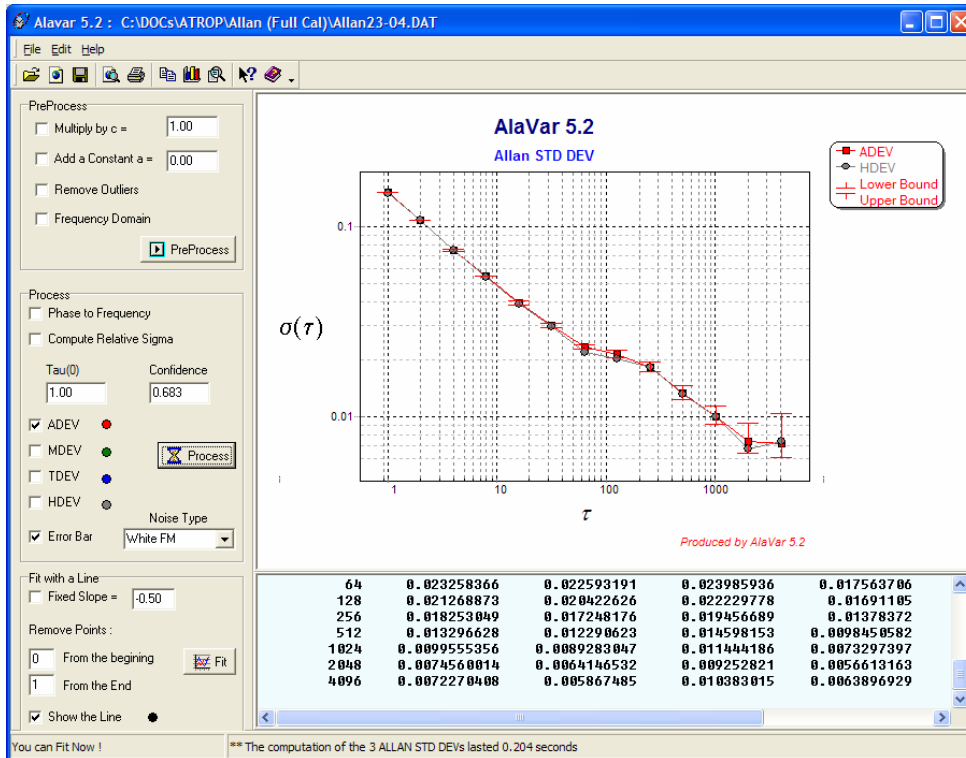 Alavar 5.2 : C:\DOCs\ATROP\Allan (Full Cal)\Allan23-04.DAT
File Edit Help
PreProcess
Multiply by c = 1.00
Add a Constant a = 0.00
Remove Outliers
Frequency Domain
PreProcess
Process
Phase to Frequency
Compute Relative Sigma
Tau(0) Confidence
1.00 0.683
ADEV
MDEV
Process
TDEV
HDEV
Noise Type
Error Bar White FM
Fit with a Line
Fixed Slope = -0.50
Remove Points :
0 From the begining
Fit
1 From the End
Show the Line
AlaVar 5.2
Allan STD DEV
ADEV
HDEV
Lower Bound
Upper Bound
0.1
σ(τ)
0.01
1 10 100 1000
τ
Produced by AlaVar 5.2
64 0.023258366 0.022593191 0.023985936 0.017563706
128 0.021268873 0.020422626 0.022229778 0.01691105
256 0.018253049 0.017248176 0.019456689 0.01378372
512 0.013296628 0.012290623 0.014598153 0.0098450582
1024 0.0099555356 0.0089283047 0.011444186 0.0073297397
2048 0.0074560014 0.0064146532 0.009252821 0.0056613163
4096 0.0072270408 0.005867485 0.010383015 0.0063896929
You can Fit Now ! ** The computation of the 3 ALLAN STD DEVs lasted 0.204 seconds